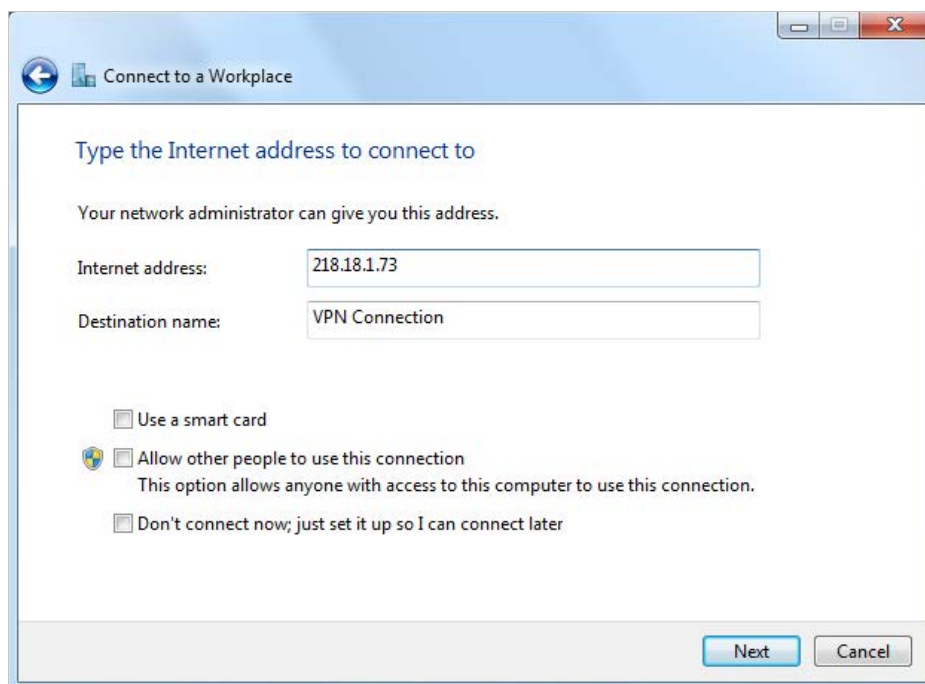 Connect to a Workplace
Type the Internet address to connect to
Your network administrator can give you this address.
Internet address: 218.18.1.73
Destination name: VPN Connection
Use a smart card
Allow other people to use this connection
This option allows anyone with access to this computer to use this connection.
Don't connect now; just set it up so I can connect later
Next Cancel